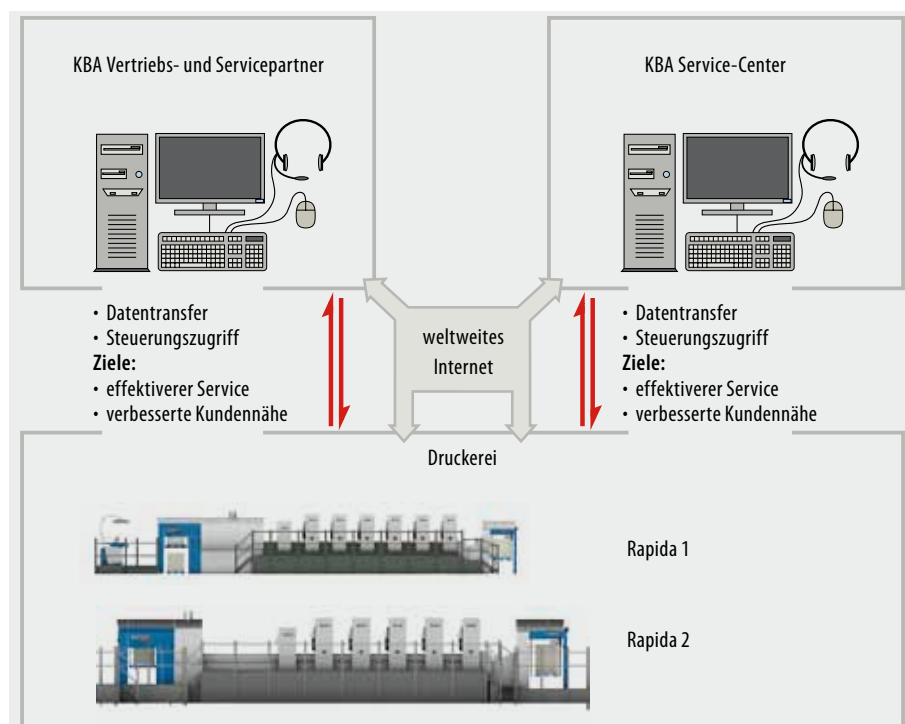 KBA Vertriebs- und Servicepartner
KBA Service-Center
• Datentransfer
• Steuerungszugriff
Ziele:
• effektiverer Service
• verbesserte Kundennähe
weltweites
Internet
• Datentransfer
• Steuerungszugriff
Ziele:
• effektiverer Service
• verbesserte Kundennähe
Druckerei
Rapida 1
Rapida 2